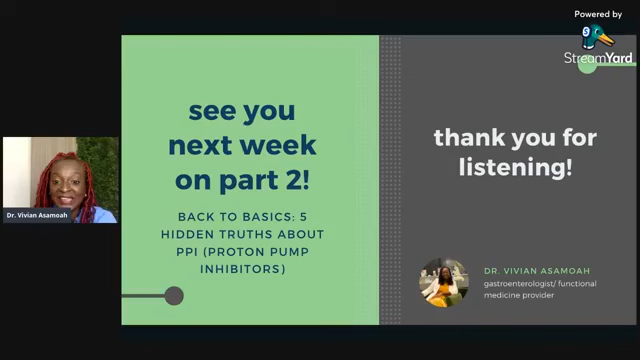 Powered by
StreamYard
see you
next week
on part 2!
BACK TO BASICS: 5
HIDDEN TRUTHS ABOUT
PPI (PROTON PUMP
INHIBITORS)
thank you for
listening!
DR. VIVIAN ASAMOAH
gastroenterologist/ functional
medicine provider
Dr. Vivian Asamoah